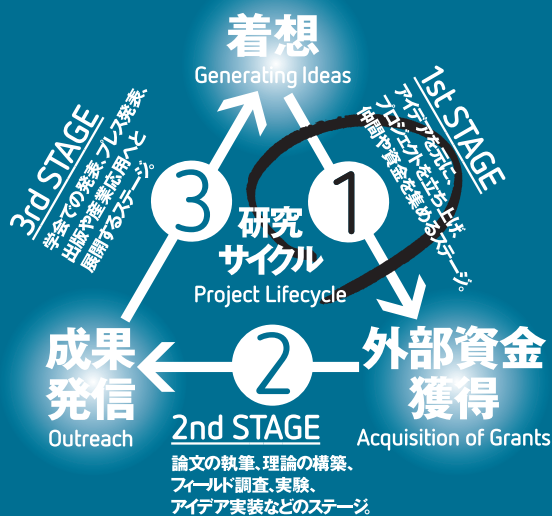 着想
Generating Ideas
1st STAGE
アイデアを元に、
プロジェクトを立ち上げ、
仲間や資金を集めるステージ。
3rd STAGE
学会での発表、プレス発表、
出版や産業応用へと
展開するステージ。
3
1
研究
サイクル
Project Lifecycle
成果
発信
Outreach
2
外部資金
獲得
Acquisition of Grants
2nd STAGE
論文の執筆、理論の構築、
フィールド調査、実験、
アイデア実装などのステージ。